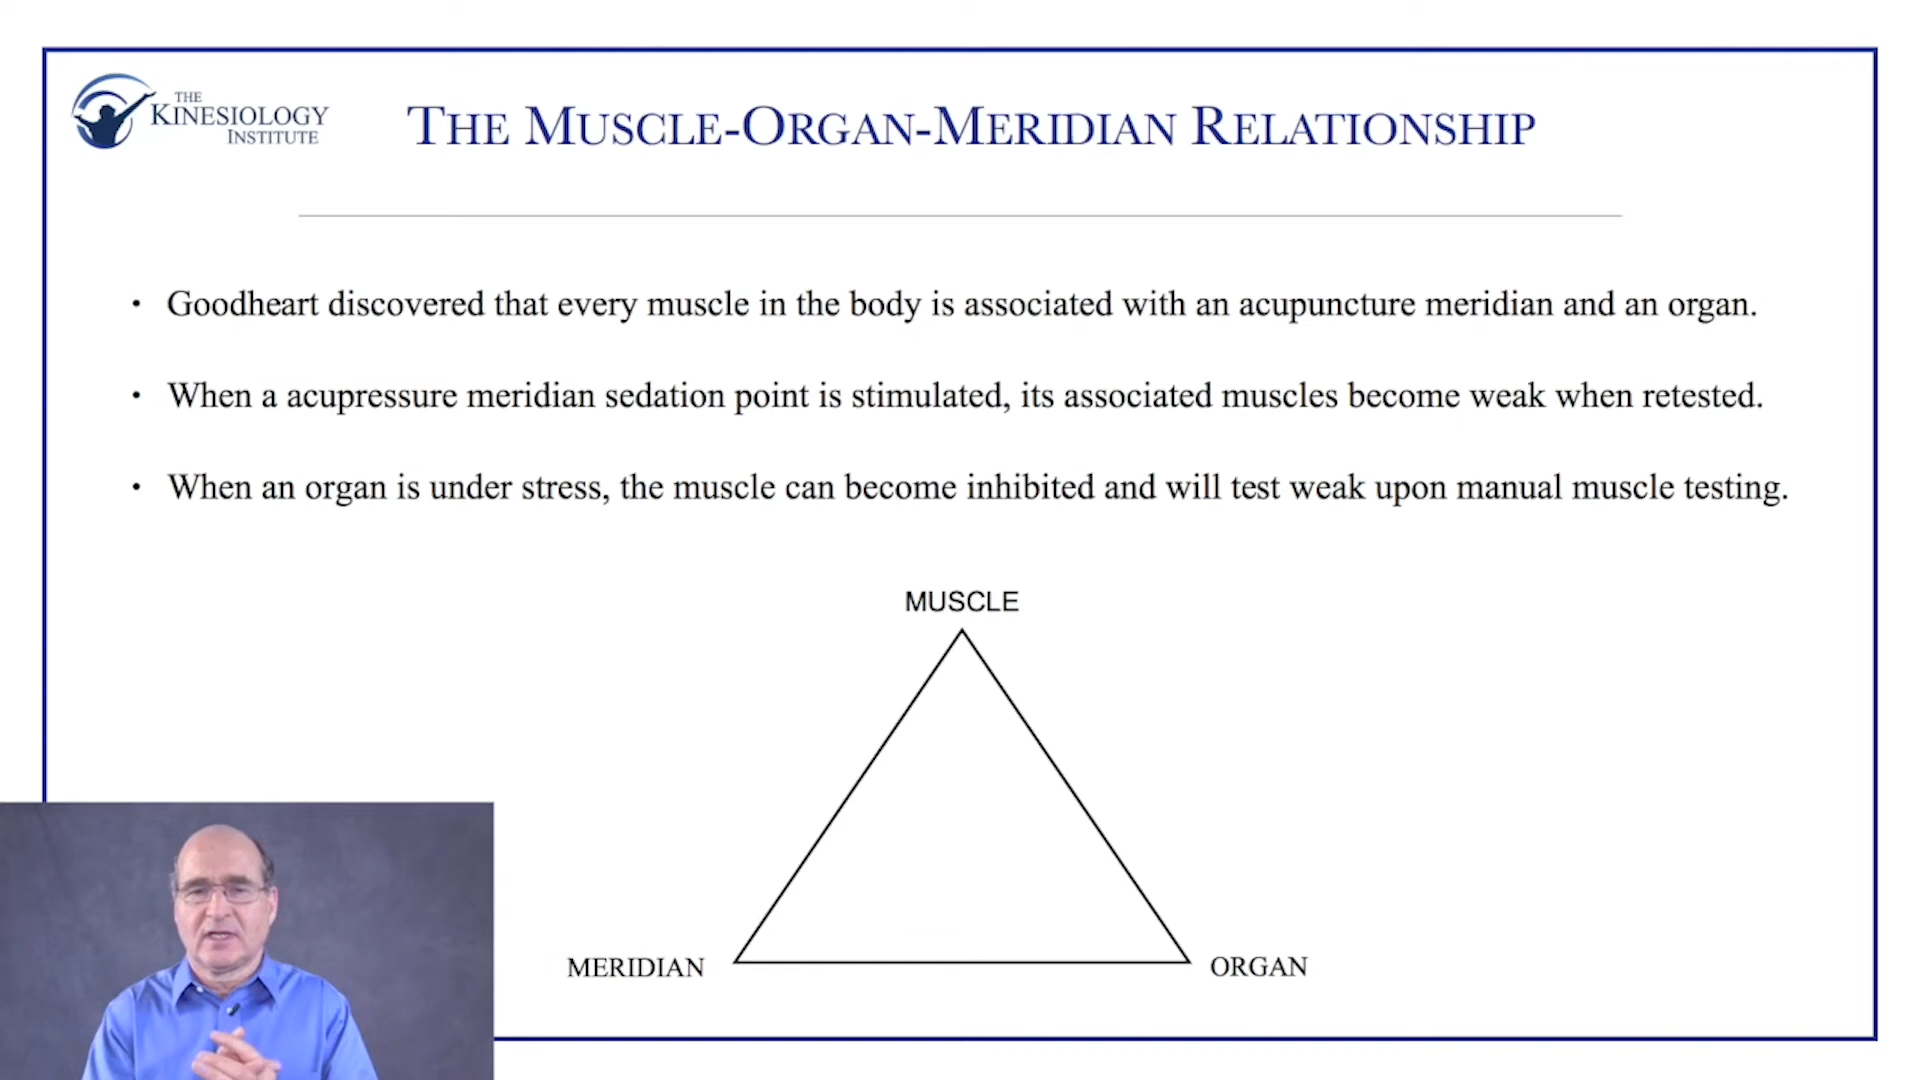 THE
KINESIOLOGY
INSTITUTE
THE MUSCLE-ORGAN-MERIDIAN RELATIONSHIP
• Goodheart discovered that every muscle in the body is associated with an acupuncture meridian and an organ.
• When a acupressure meridian sedation point is stimulated, its associated muscles become weak when retested.
• When an organ is under stress, the muscle can become inhibited and will test weak upon manual muscle testing.
MUSCLE
MERIDIAN
ORGAN